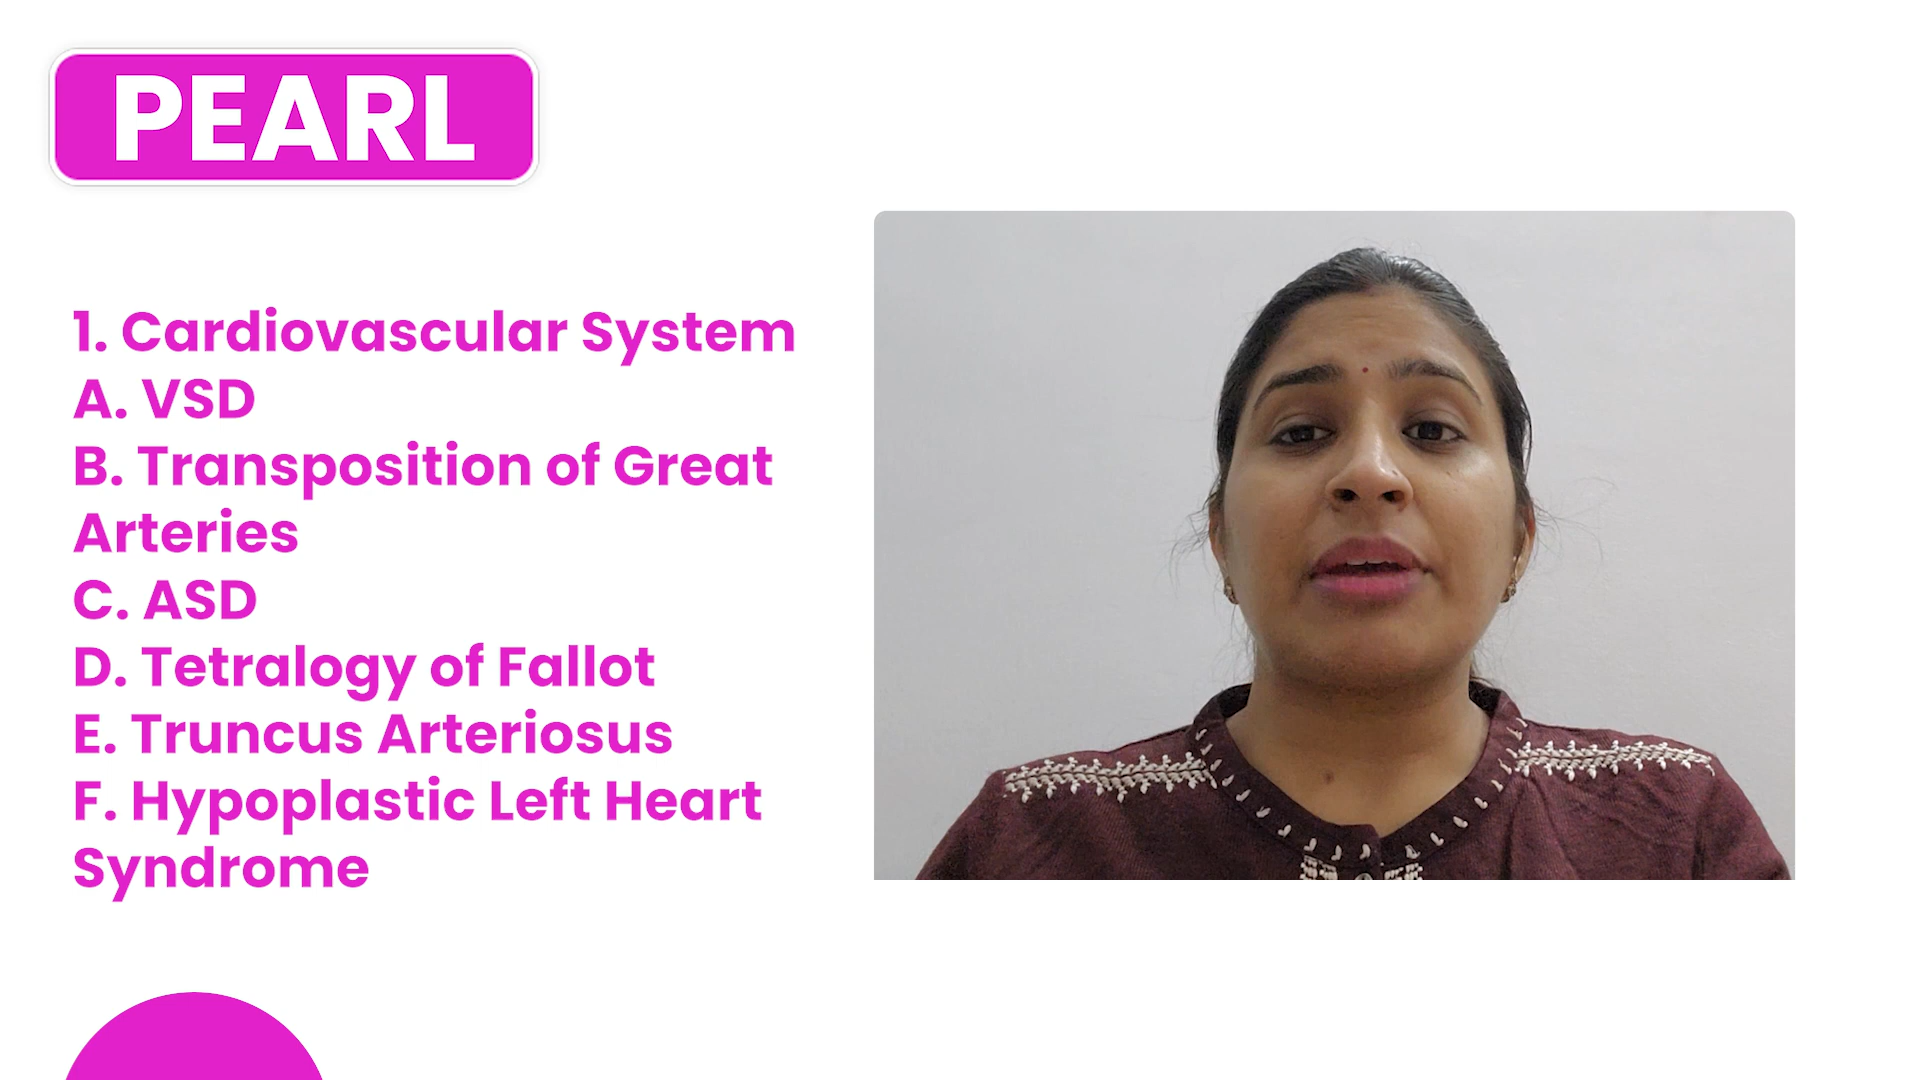 PEARL
1. Cardiovascular System
A. VSD
B. Transposition of Great
Arteries
C. ASD
D. Tetralogy of Fallot
E. Truncus Arteriosus
F. Hypoplastic Left Heart
Syndrome